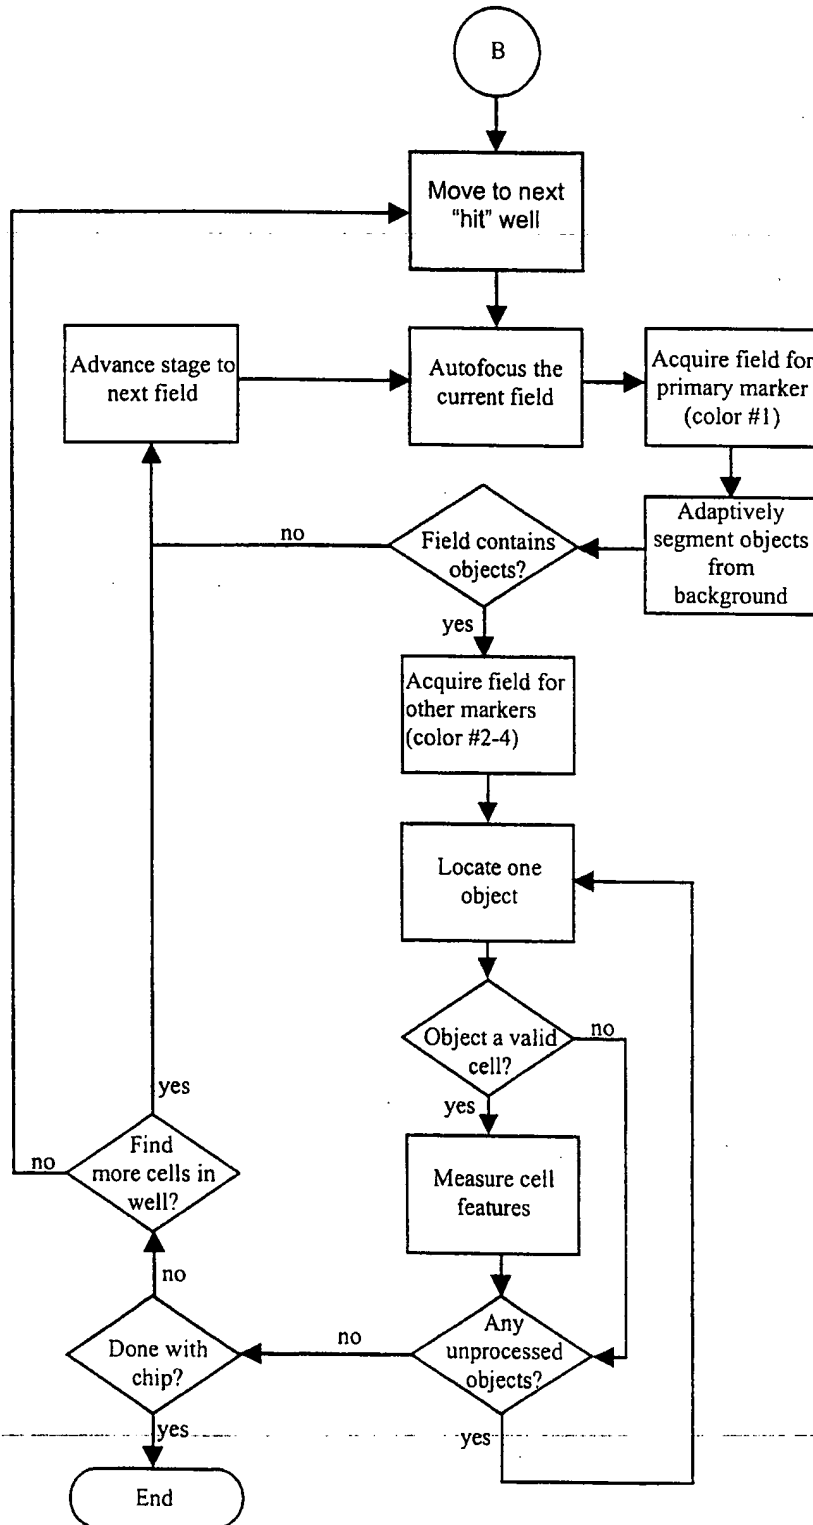 B
Move to next
"hit" well
Advance stage to
next field
Autofocus the
current field
Acquire field for
primary marker
(color #1)
Adaptively
segment objects
from
background
no
Field contains
objects?
yes
Acquire field for
other markers
(color #2-4)
Locate one
object
Object a valid
cell?
no
yes
Measure cell
features
yes
Find
more cells in
well?
no
no
Any
unprocessed
objects?
no
Done with
chip?
yes
yes
End